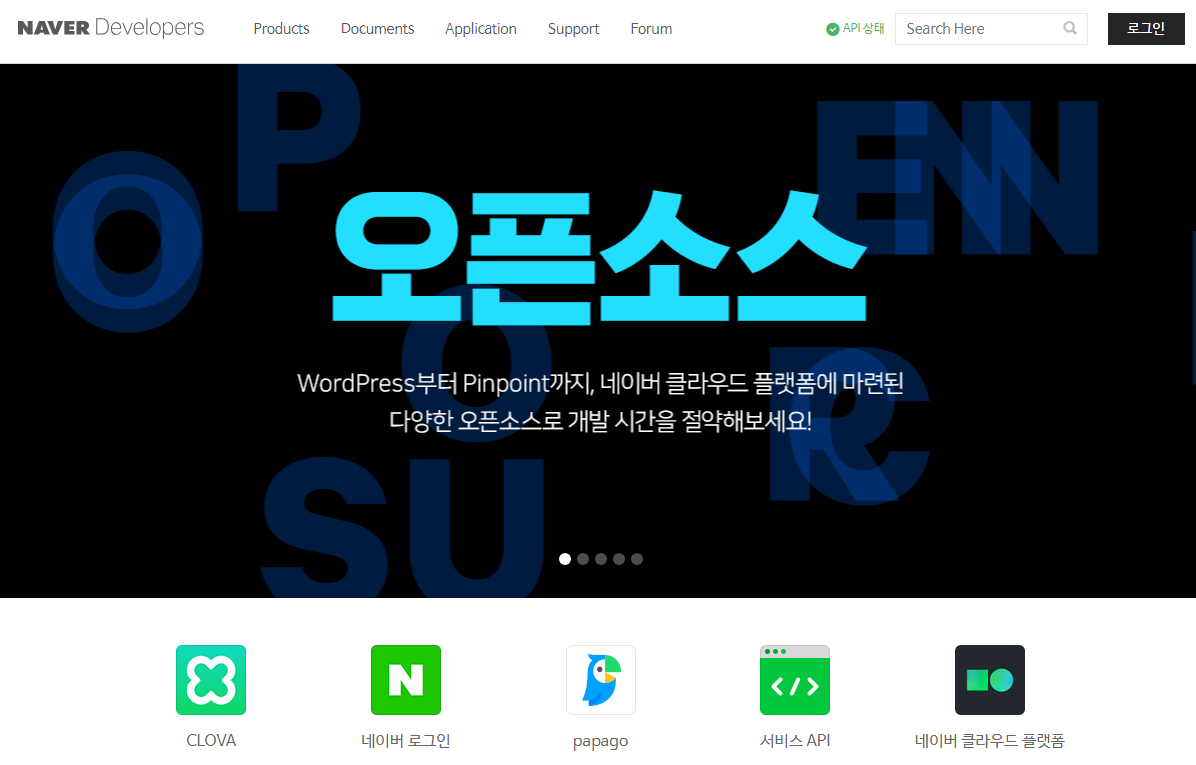 NAVER Developers
Products
Documents
Application
Support
Forum
API 상태
Search Here
로그인
OPEN
SOURC
오픈소스
WordPress부터 Pinpoint까지, 네이버 클라우드 플랫폼에 마련된
다양한 오픈소스로 개발 시간을 절약해보세요!
CLOVA
네이버 로그인
papago
서비스 API
네이버 클라우드 플랫폼